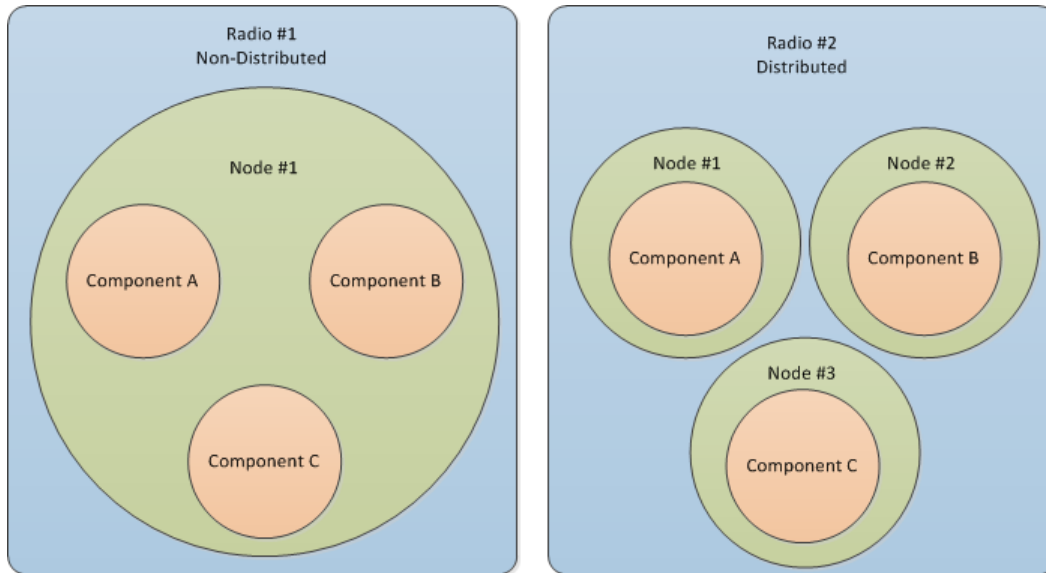 Radio #1
Non-Distributed
Node #1
Component A
Component B
Component C
Radio #2
Distributed
Node #1
Node #2
Component A
Component B
Node #3
Component C